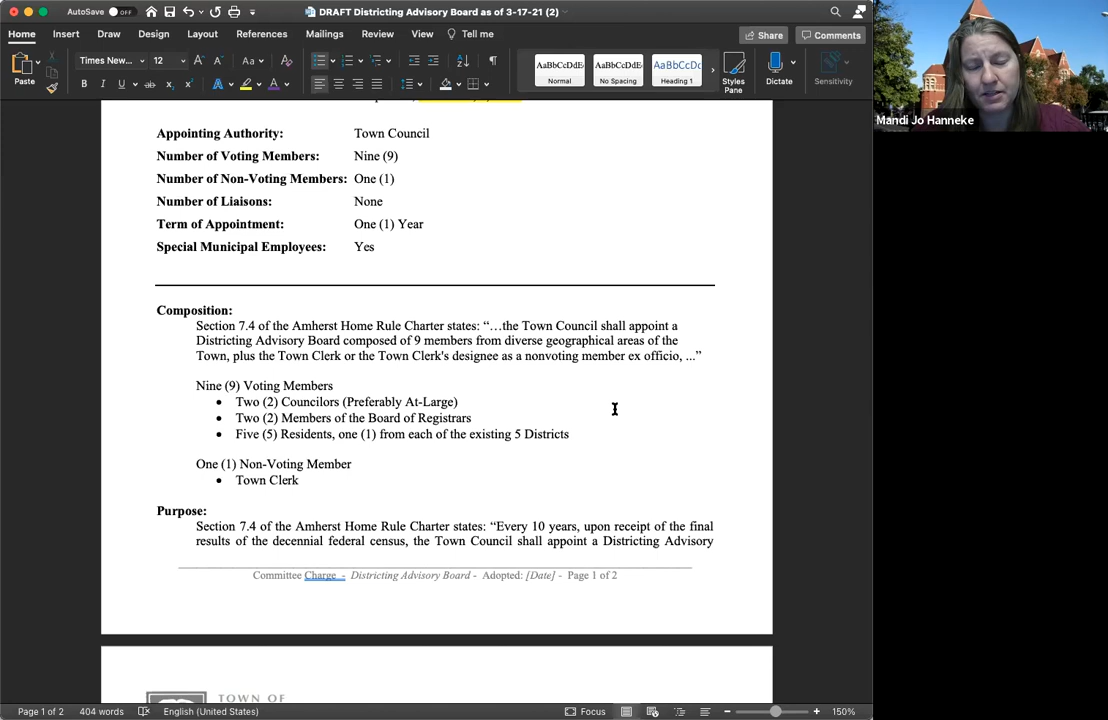 AutoSave OFF
DRAFT Districting Advisory Board as of 3-17-21 (2)
Home Insert Draw Design Layout References Mailings Review View Tell me Share Comments
Paste
Times New... 12
AaBbCcDdE AaBbCcDdE AaBbCcDc
Normal No Spacing Heading 1
Styles Pane
Dictate
Sensitivity
Mandi Jo Hanneke
Appointing Authority: Town Council
Number of Voting Members: Nine (9)
Number of Non-Voting Members: One (1)
Number of Liaisons: None
Term of Appointment: One (1) Year
Special Municipal Employees: Yes
Composition:
Section 7.4 of the Amherst Home Rule Charter states: “…the Town Council shall appoint a
Districting Advisory Board composed of 9 members from diverse geographical areas of the
Town, plus the Town Clerk or the Town Clerk's designee as a nonvoting member ex officio, ...”
Nine (9) Voting Members
• Two (2) Councilors (Preferably At-Large)
• Two (2) Members of the Board of Registrars
• Five (5) Residents, one (1) from each of the existing 5 Districts
One (1) Non-Voting Member
• Town Clerk
Purpose:
Section 7.4 of the Amherst Home Rule Charter states: “Every 10 years, upon receipt of the final
results of the decennial federal census, the Town Council shall appoint a Districting Advisory
Committee Charge - Districting Advisory Board - Adopted: [Date] - Page 1 of 2
TOWN OF
Page 1 of 2 404 words English (United States) Focus 150%